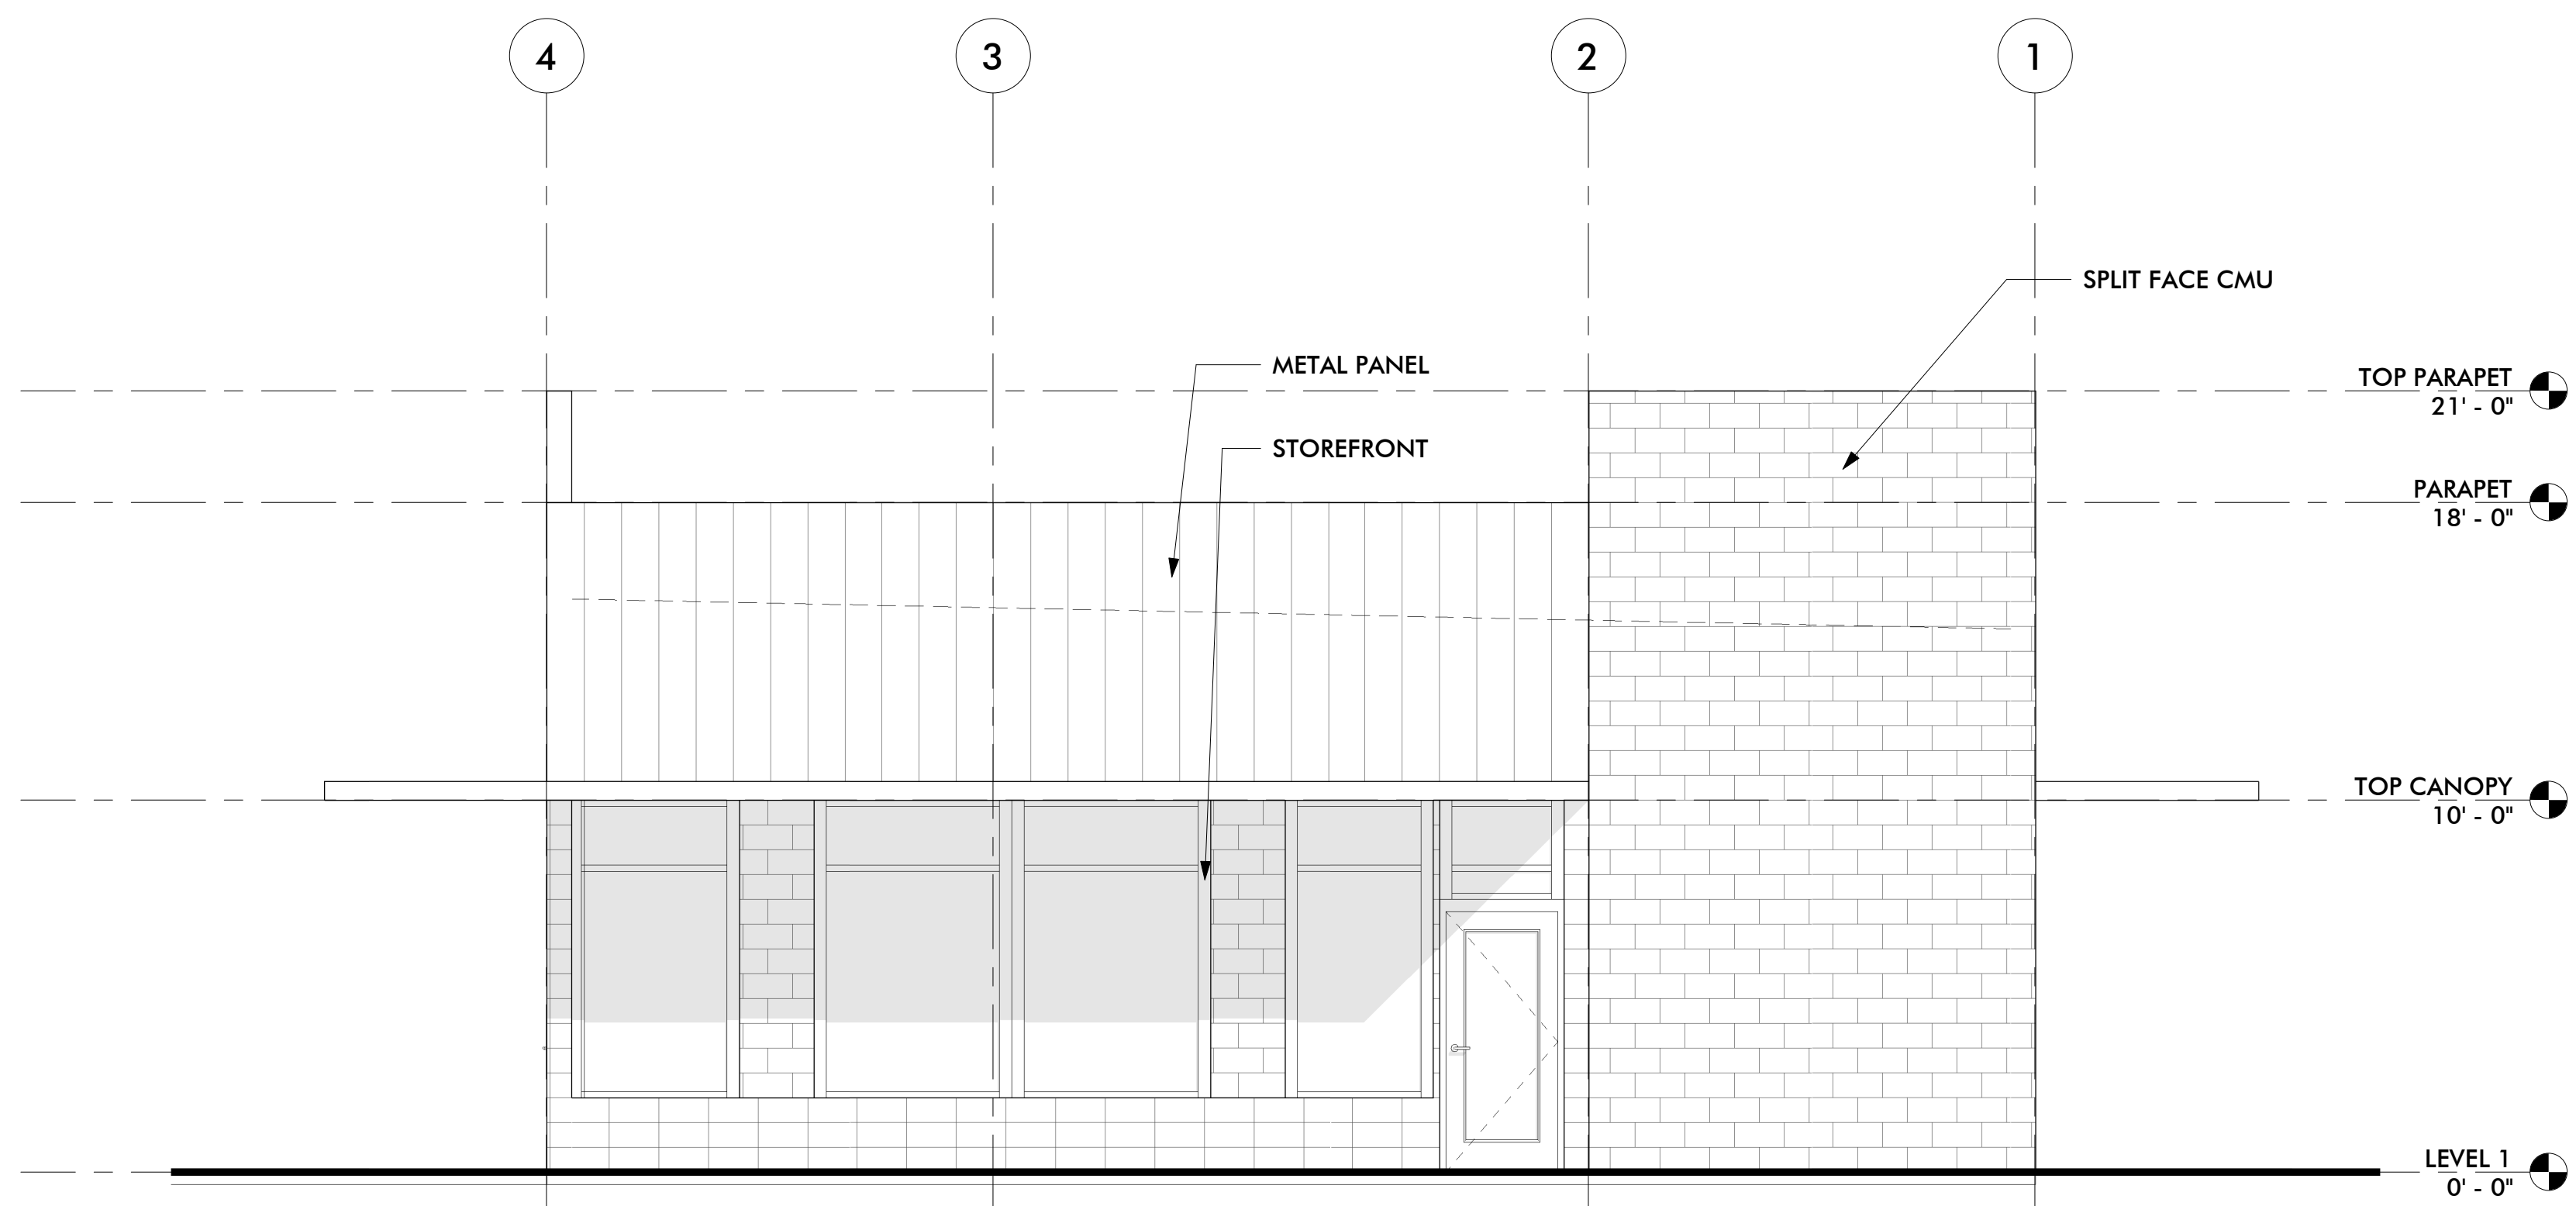 4
3
2
1
SPLIT FACE CMU
METAL PANEL
TOP PARAPET
21' - 0"
STOREFRONT
PARAPET
18' - 0"
TOP CANOPY
10' - 0"
LEVEL 1
0' - 0"